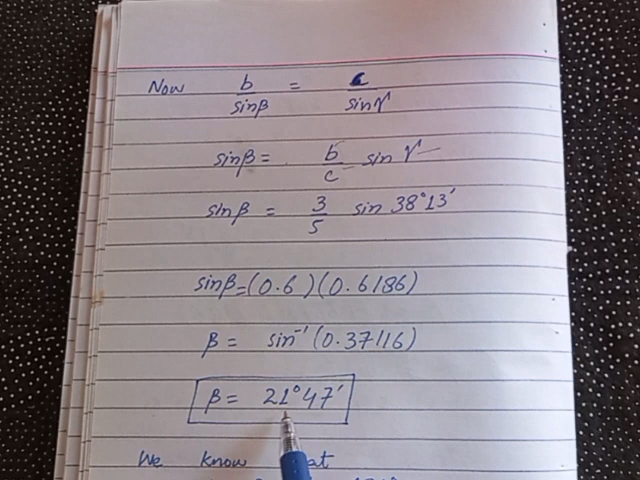 Now b/sinβ = c/sinγ
sinβ = b/c sin γ
sinβ = 3/5 sin 38°13'
sinβ = (0.6)(0.6186)
β = sin⁻¹(0.37116)
β = 21°47'
We know